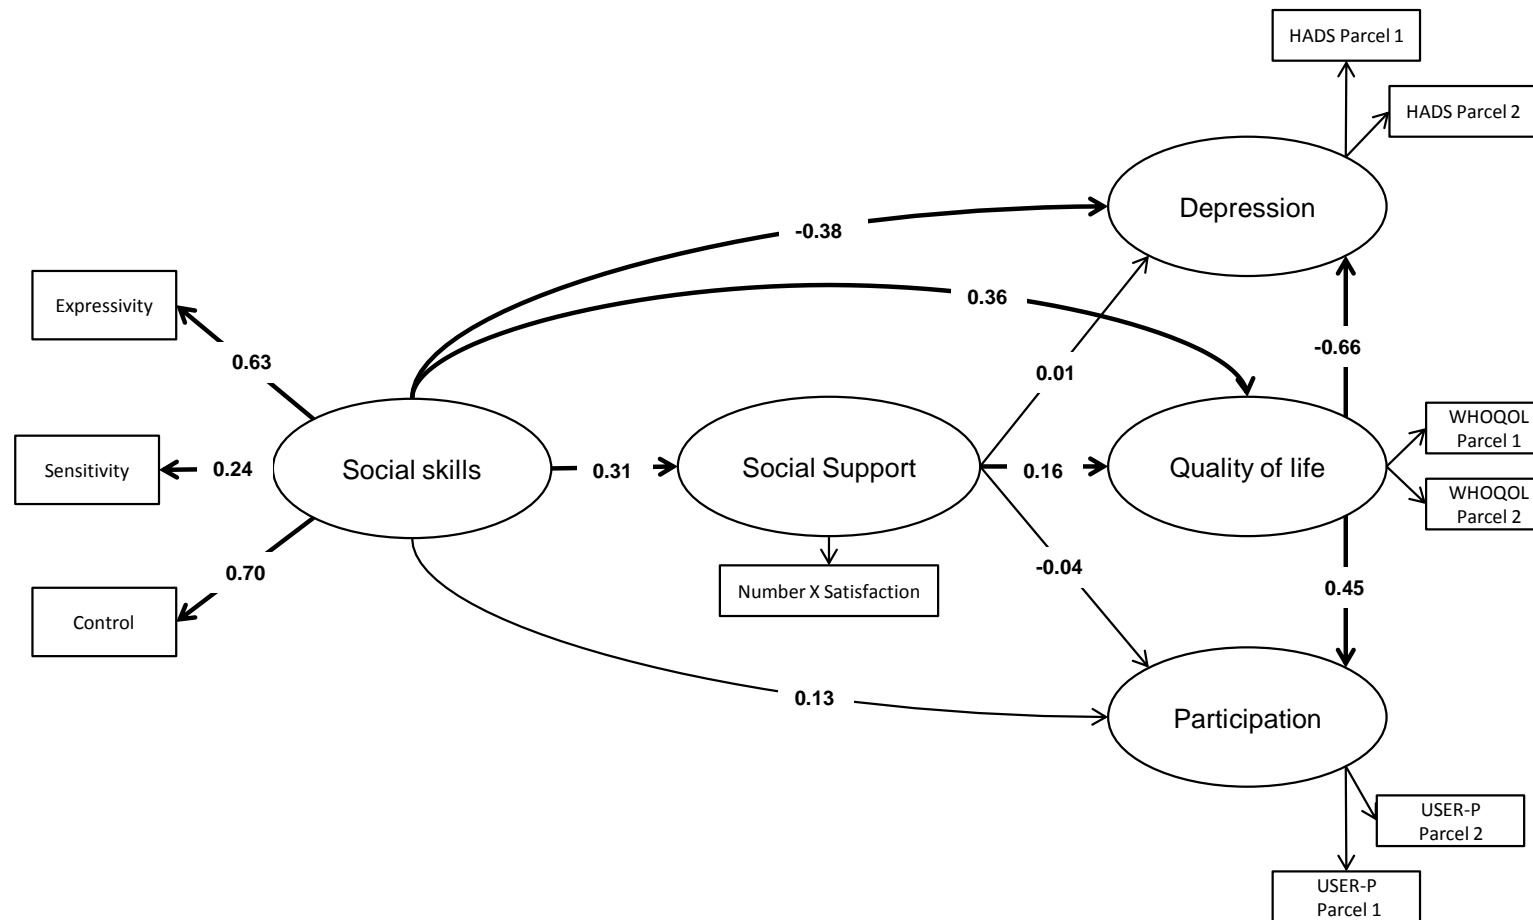 HADS Parcel 1
HADS Parcel 2
Depression
-0.38
Expressivity
0.36
0.63
0.01
-0.66
Sensitivity
0.24
Social skills
0.31
Social Support
0.16
Quality of life
WHOQOL
Parcel 1
WHOQOL
Parcel 2
0.70
-0.04
Number X Satisfaction
0.45
Control
0.13
Participation
USER-P
Parcel 2
USER-P
Parcel 1